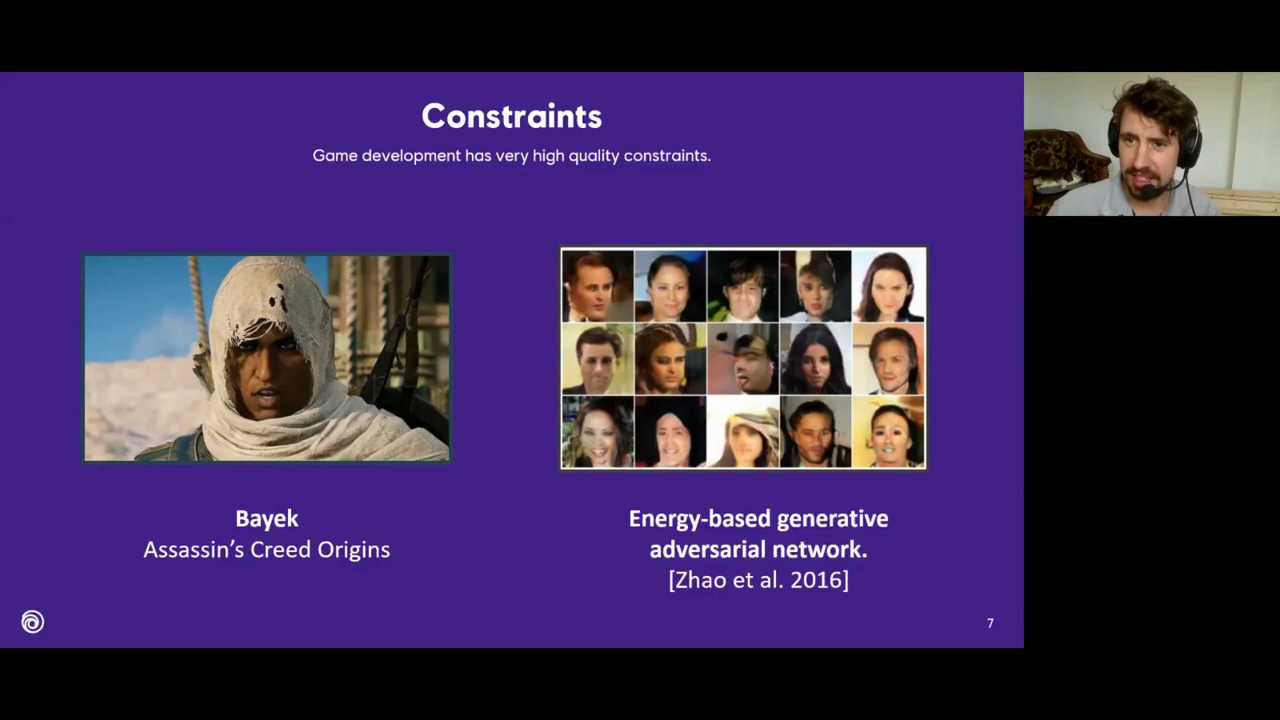 Constraints
Game development has very high quality constraints.
Bayek
Assassin’s Creed Origins
Energy-based generative
adversarial network.
[Zhao et al. 2016]
7